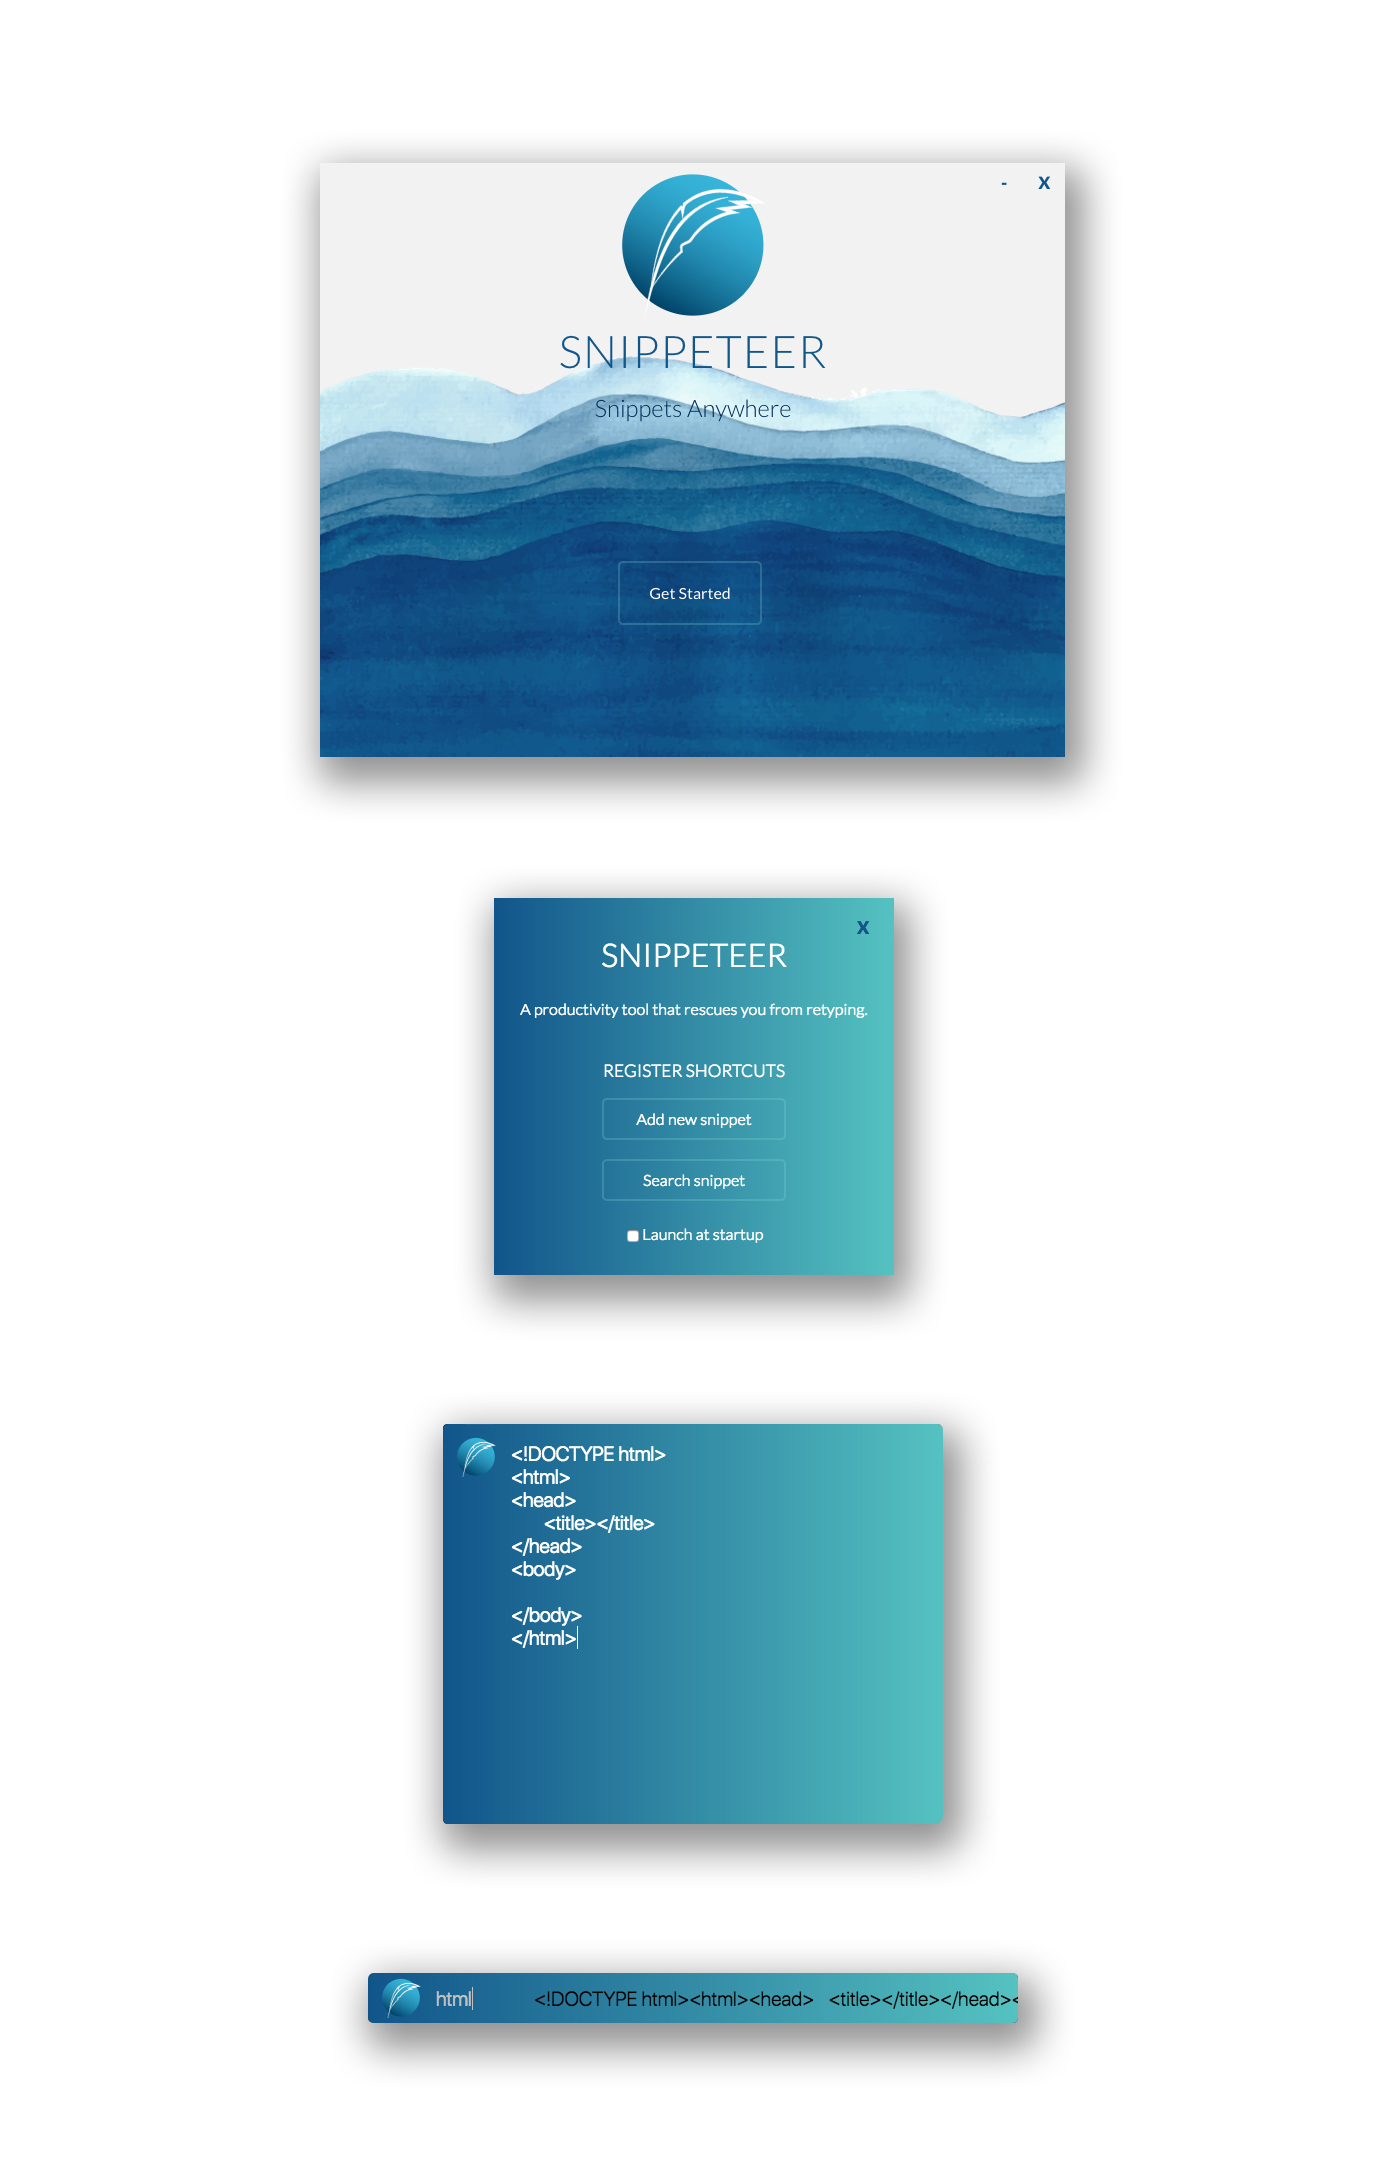 - X
SNIPPETEER
Snippets Anywhere
Get Started
X
SNIPPETEER
A productivity tool that rescues you from retyping.
REGISTER SHORTCUTS
Add new snippet
Search snippet
Launch at startup
<!DOCTYPE html>
<html>
<head>
<title></title>
</head>
<body>
</body>
</html>
html <!DOCTYPE html><html><head> <title></title></head><